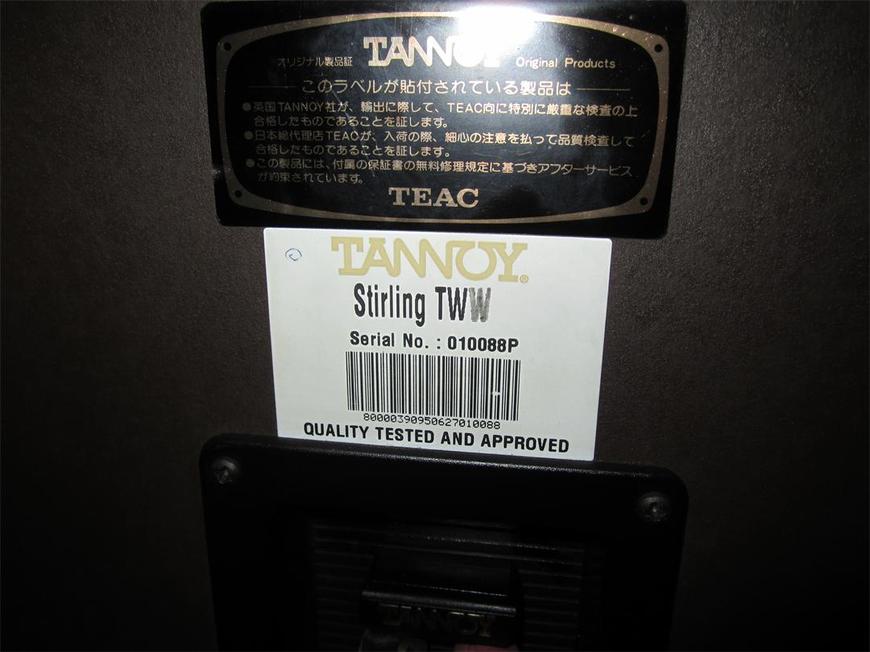 オリジナル製品証 TANNOY Original Products
このラベルが貼付されている製品は
●英国TANNOY社が、輸出に際して、TEAC向に特別に厳重な検査の上
合格したものであることを証します。
●日本総代理店TEACが、入荷の際、細心の注意を払って品質検査して
合格したものであることを証します。
●この製品には、付属の保証書の無料修理規定に基づきアフターサービス
が約束されています。
TEAC
TANNOY®
Stirling TWW
Serial No. : 010088P
80000390950627010088
QUALITY TESTED AND APPROVED
TANNOY